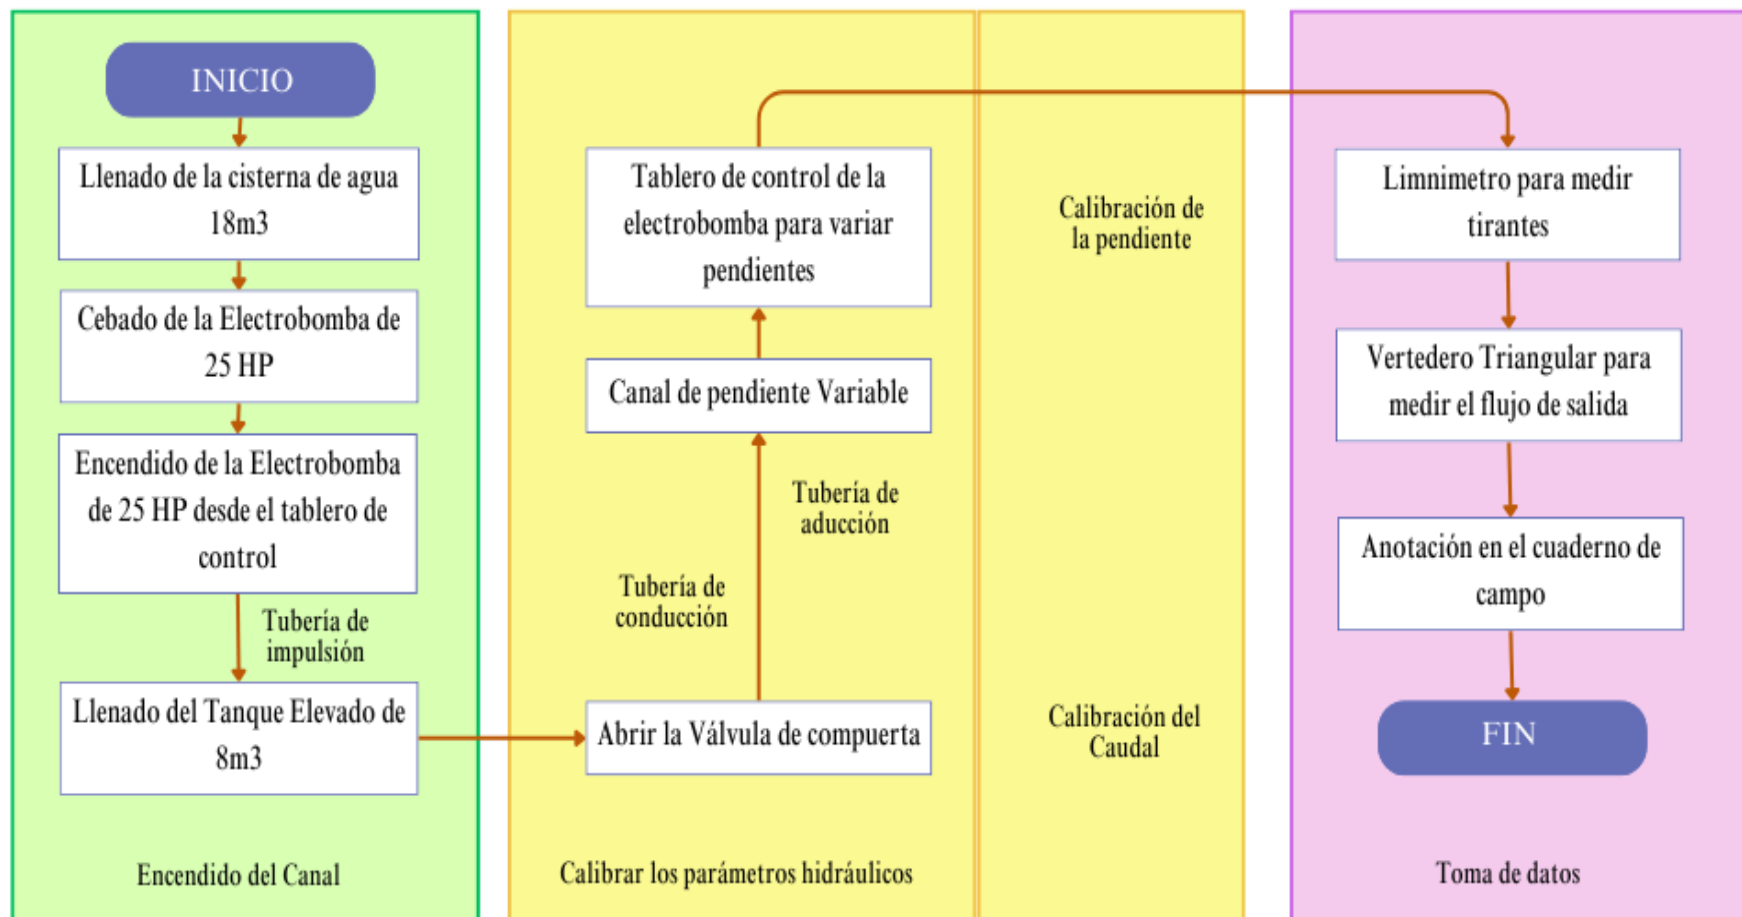 INICIO
Llenado de la cisterna de agua
18m3
Cebado de la Electrobomba de
25 HP
Encendido de la Electrobomba
de 25 HP desde el tablero de
control
Tubería de
impulsión
Llenado del Tanque Elevado de
8m3
Encendido del Canal
Tablero de control de la
electrobomba para variar
pendientes
Canal de pendiente Variable
Tubería de
aducción
Tubería de
conducción
Abrir la Válvula de compuerta
Calibrar los parámetros hidráulicos
Calibración de
la pendiente
Calibración del
Caudal
Limnimetro para medir
tirantes
Vertedero Triangular para
medir el flujo de salida
Anotación en el cuaderno de
campo
FIN
Toma de datos